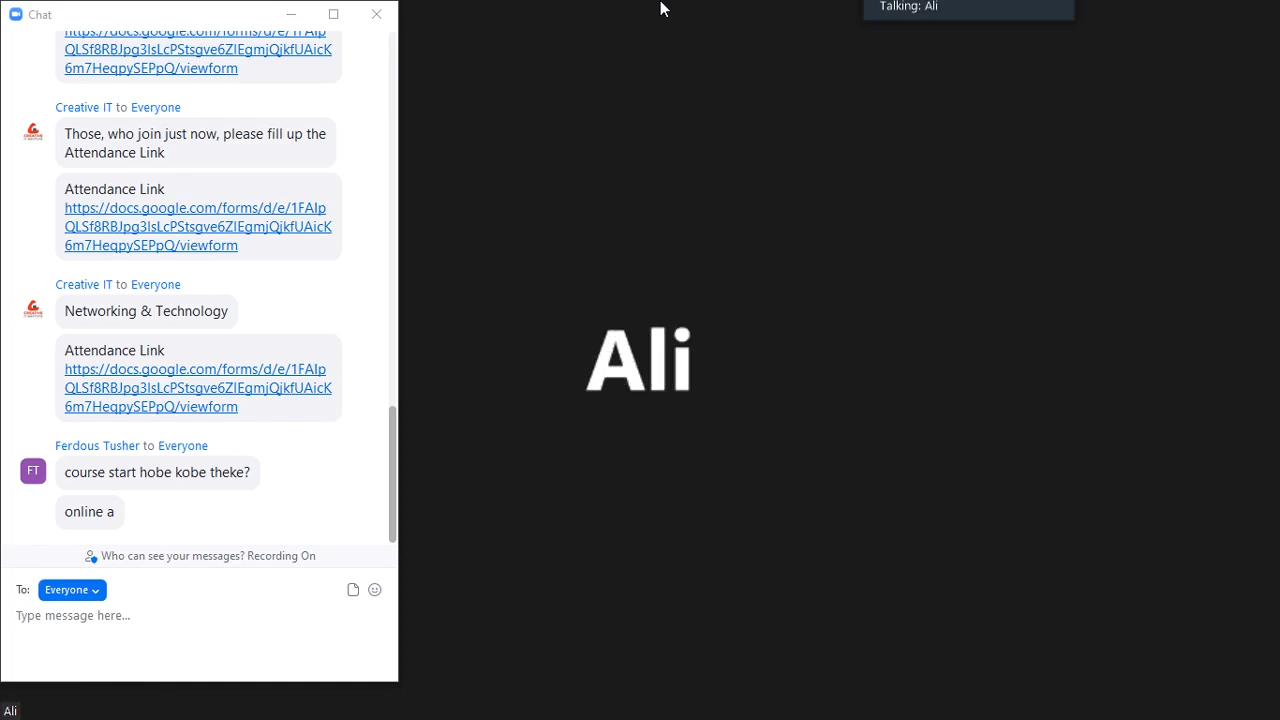 Chat
Talking: Ali
https://docs.google.com/forms/d/e/1FAIp
QLSf8RBJpg3IsLcPStsgve6ZlEgmjQjkfUAicK
6m7HeqpySEPpQ/viewform
Creative IT to Everyone
Those, who join just now, please fill up the
Attendance Link
Attendance Link
https://docs.google.com/forms/d/e/1FAIp
QLSf8RBJpg3IsLcPStsgve6ZlEgmjQjkfUAicK
6m7HeqpySEPpQ/viewform
Creative IT to Everyone
Networking & Technology
Attendance Link
https://docs.google.com/forms/d/e/1FAIp
QLSf8RBJpg3IsLcPStsgve6ZlEgmjQjkfUAicK
6m7HeqpySEPpQ/viewform
Ferdous Tusher to Everyone
FT
course start hobe kobe theke?
online a
Who can see your messages? Recording On
To: Everyone
Type message here...
Ali
Ali